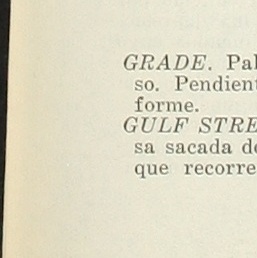 GRADE. Pal
so. Pendient
forme.
GULF STRE
sa sacada de
que recorre